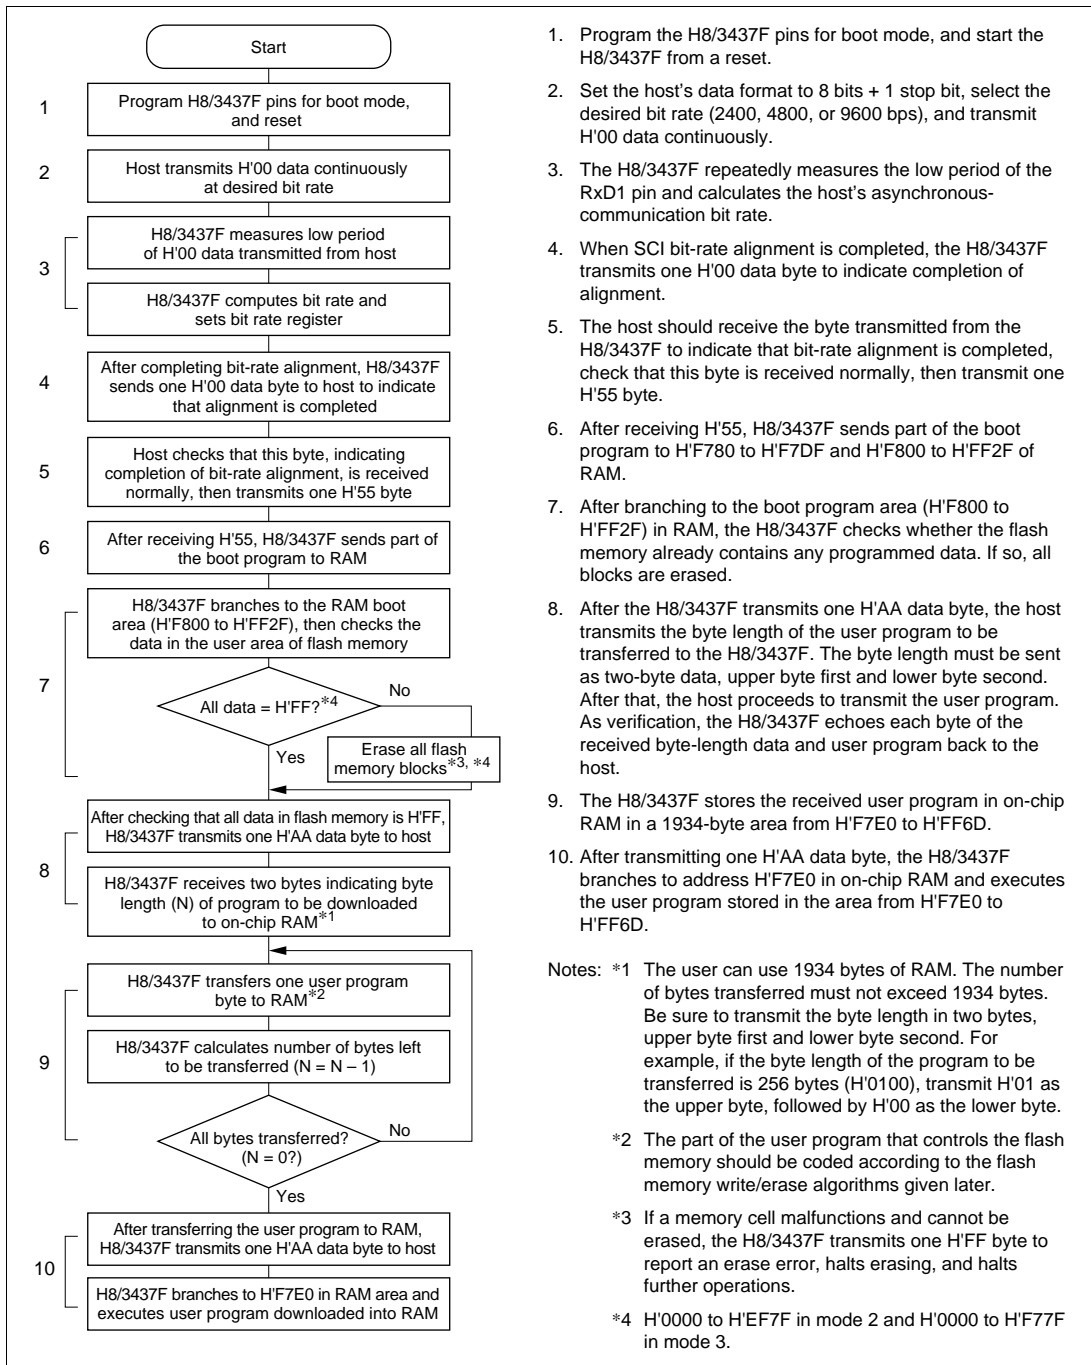 Start
1
Program H8/3437F pins for boot mode,
and reset
2
Host transmits H'00 data continuously
at desired bit rate
3
H8/3437F measures low period
of H'00 data transmitted from host
H8/3437F computes bit rate and
sets bit rate register
4
After completing bit-rate alignment, H8/3437F
sends one H'00 data byte to host to indicate
that alignment is completed
5
Host checks that this byte, indicating
completion of bit-rate alignment, is received
normally, then transmits one H'55 byte
6
After receiving H'55, H8/3437F sends part of
the boot program to RAM
7
H8/3437F branches to the RAM boot
area (H'F800 to H'FF2F), then checks the
data in the user area of flash memory
All data = H'FF?*4
No
Yes
Erase all flash
memory blocks*3, *4
8
After checking that all data in flash memory is H'FF,
H8/3437F transmits one H'AA data byte to host
H8/3437F receives two bytes indicating byte
length (N) of program to be downloaded
to on-chip RAM*1
9
H8/3437F transfers one user program
byte to RAM*2
H8/3437F calculates number of bytes left
to be transferred (N = N – 1)
All bytes transferred?
(N = 0?)
No
Yes
10
After transferring the user program to RAM,
H8/3437F transmits one H'AA data byte to host
H8/3437F branches to H'F7E0 in RAM area and
executes user program downloaded into RAM
1. Program the H8/3437F pins for boot mode, and start the
H8/3437F from a reset.
2. Set the host's data format to 8 bits + 1 stop bit, select the
desired bit rate (2400, 4800, or 9600 bps), and transmit
H'00 data continuously.
3. The H8/3437F repeatedly measures the low period of the
RxD1 pin and calculates the host's asynchronous-
communication bit rate.
4. When SCI bit-rate alignment is completed, the H8/3437F
transmits one H'00 data byte to indicate completion of
alignment.
5. The host should receive the byte transmitted from the
H8/3437F to indicate that bit-rate alignment is completed,
check that this byte is received normally, then transmit one
H'55 byte.
6. After receiving H'55, H8/3437F sends part of the boot
program to H'F780 to H'F7DF and H'F800 to H'FF2F of
RAM.
7. After branching to the boot program area (H'F800 to
H'FF2F) in RAM, the H8/3437F checks whether the flash
memory already contains any programmed data. If so, all
blocks are erased.
8. After the H8/3437F transmits one H'AA data byte, the host
transmits the byte length of the user program to be
transferred to the H8/3437F. The byte length must be sent
as two-byte data, upper byte first and lower byte second.
After that, the host proceeds to transmit the user program.
As verification, the H8/3437F echoes each byte of the
received byte-length data and user program back to the
host.
9. The H8/3437F stores the received user program in on-chip
RAM in a 1934-byte area from H'F7E0 to H'FF6D.
10. After transmitting one H'AA data byte, the H8/3437F
branches to address H'F7E0 in on-chip RAM and executes
the user program stored in the area from H'F7E0 to
H'FF6D.
Notes: *1 The user can use 1934 bytes of RAM. The number
of bytes transferred must not exceed 1934 bytes.
Be sure to transmit the byte length in two bytes,
upper byte first and lower byte second. For
example, if the byte length of the program to be
transferred is 256 bytes (H'0100), transmit H'01 as
the upper byte, followed by H'00 as the lower byte.
*2 The part of the user program that controls the flash
memory should be coded according to the flash
memory write/erase algorithms given later.
*3 If a memory cell malfunctions and cannot be
erased, the H8/3437F transmits one H'FF byte to
report an erase error, halts erasing, and halts
further operations.
*4 H'0000 to H'EF7F in mode 2 and H'0000 to H'F77F
in mode 3.